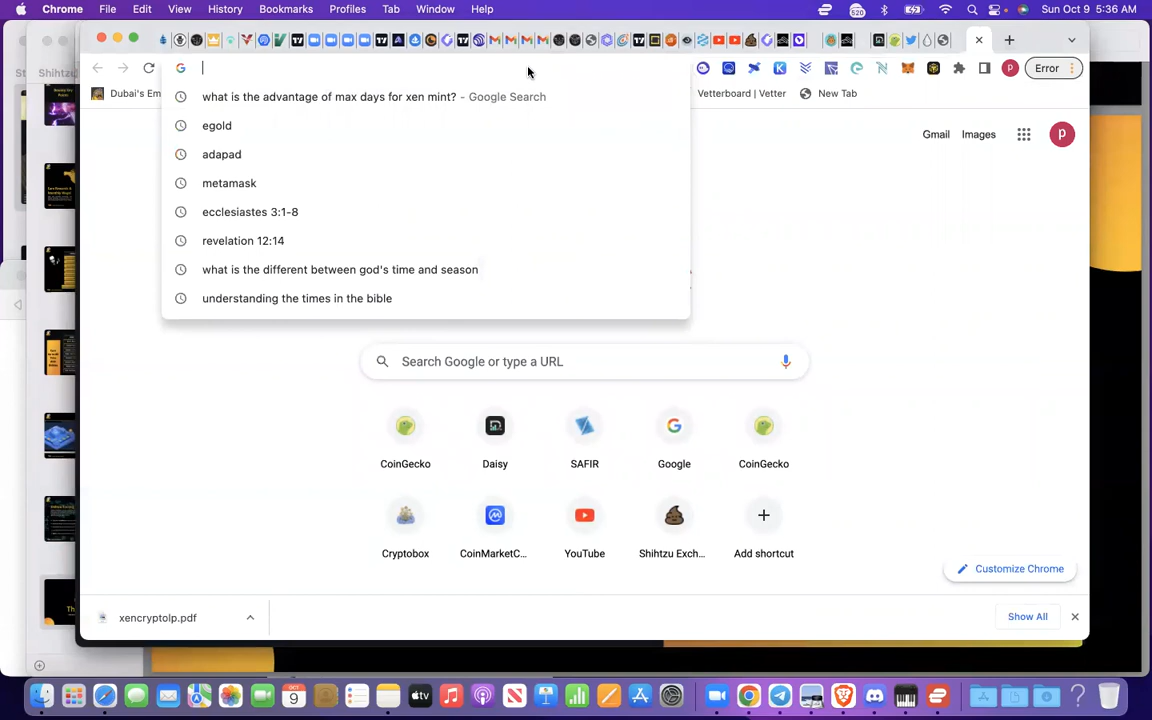 Chrome File Edit View History Bookmarks Profiles Tab Window Help
520
Sun Oct 9 5:36 AM
Shihtzu
P
Error
Dubai's Em
Vetterboard | Vetter
New Tab
what is the advantage of max days for xen mint? - Google Search
egold
adapad
metamask
ecclesiastes 3:1-8
revelation 12:14
what is the different between god's time and season
understanding the times in the bible
Gmail Images
p
Search Google or type a URL
CoinGecko Daisy SAFIR Google CoinGecko
Cryptobox CoinMarketC... YouTube Shihtzu Exch... Add shortcut
Customize Chrome
xencryptolp.pdf
Show All
OCT
9